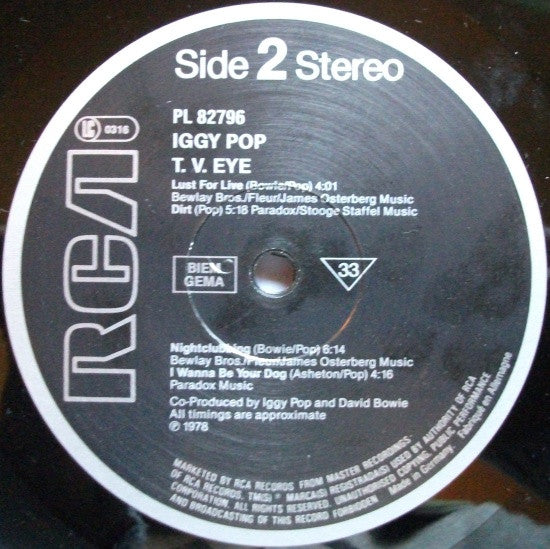 Side 2 Stereo
PL 82796
LC 0316
IGGY POP
T. V. EYE
RCA
Lust For Live (Bowie/Pop) 4:01
Bewlay Bros./Fleur/James Osterberg Music
Dirt (Pop) 5:18 Paradox/Stooge Staffel Music
BIEM
GEMA
33
Nightclubbing (Bowie/Pop) 6:14
Bewlay Bros./Fleur/James Osterberg Music
I Wanna Be Your Dog (Asheton/Pop) 4:16
Paradox Music
Co-Produced by Iggy Pop and David Bowie
All timings are approximate
℗ 1978
MARKETED BY RCA RECORDS FROM MASTER RECORDINGS USED BY AUTHORITY OF RCA
OF RCA RECORDS. TM(S) ® MARCA(S) REGISTRADA(S) UNAUTHORISED COPYING, PUBLIC PERFORMANCE
CORPORATION. ALL RIGHTS RESERVED. Made in Germany. Fabriqué en Allemagne
AND BROADCASTING OF THIS RECORD FORBIDDEN